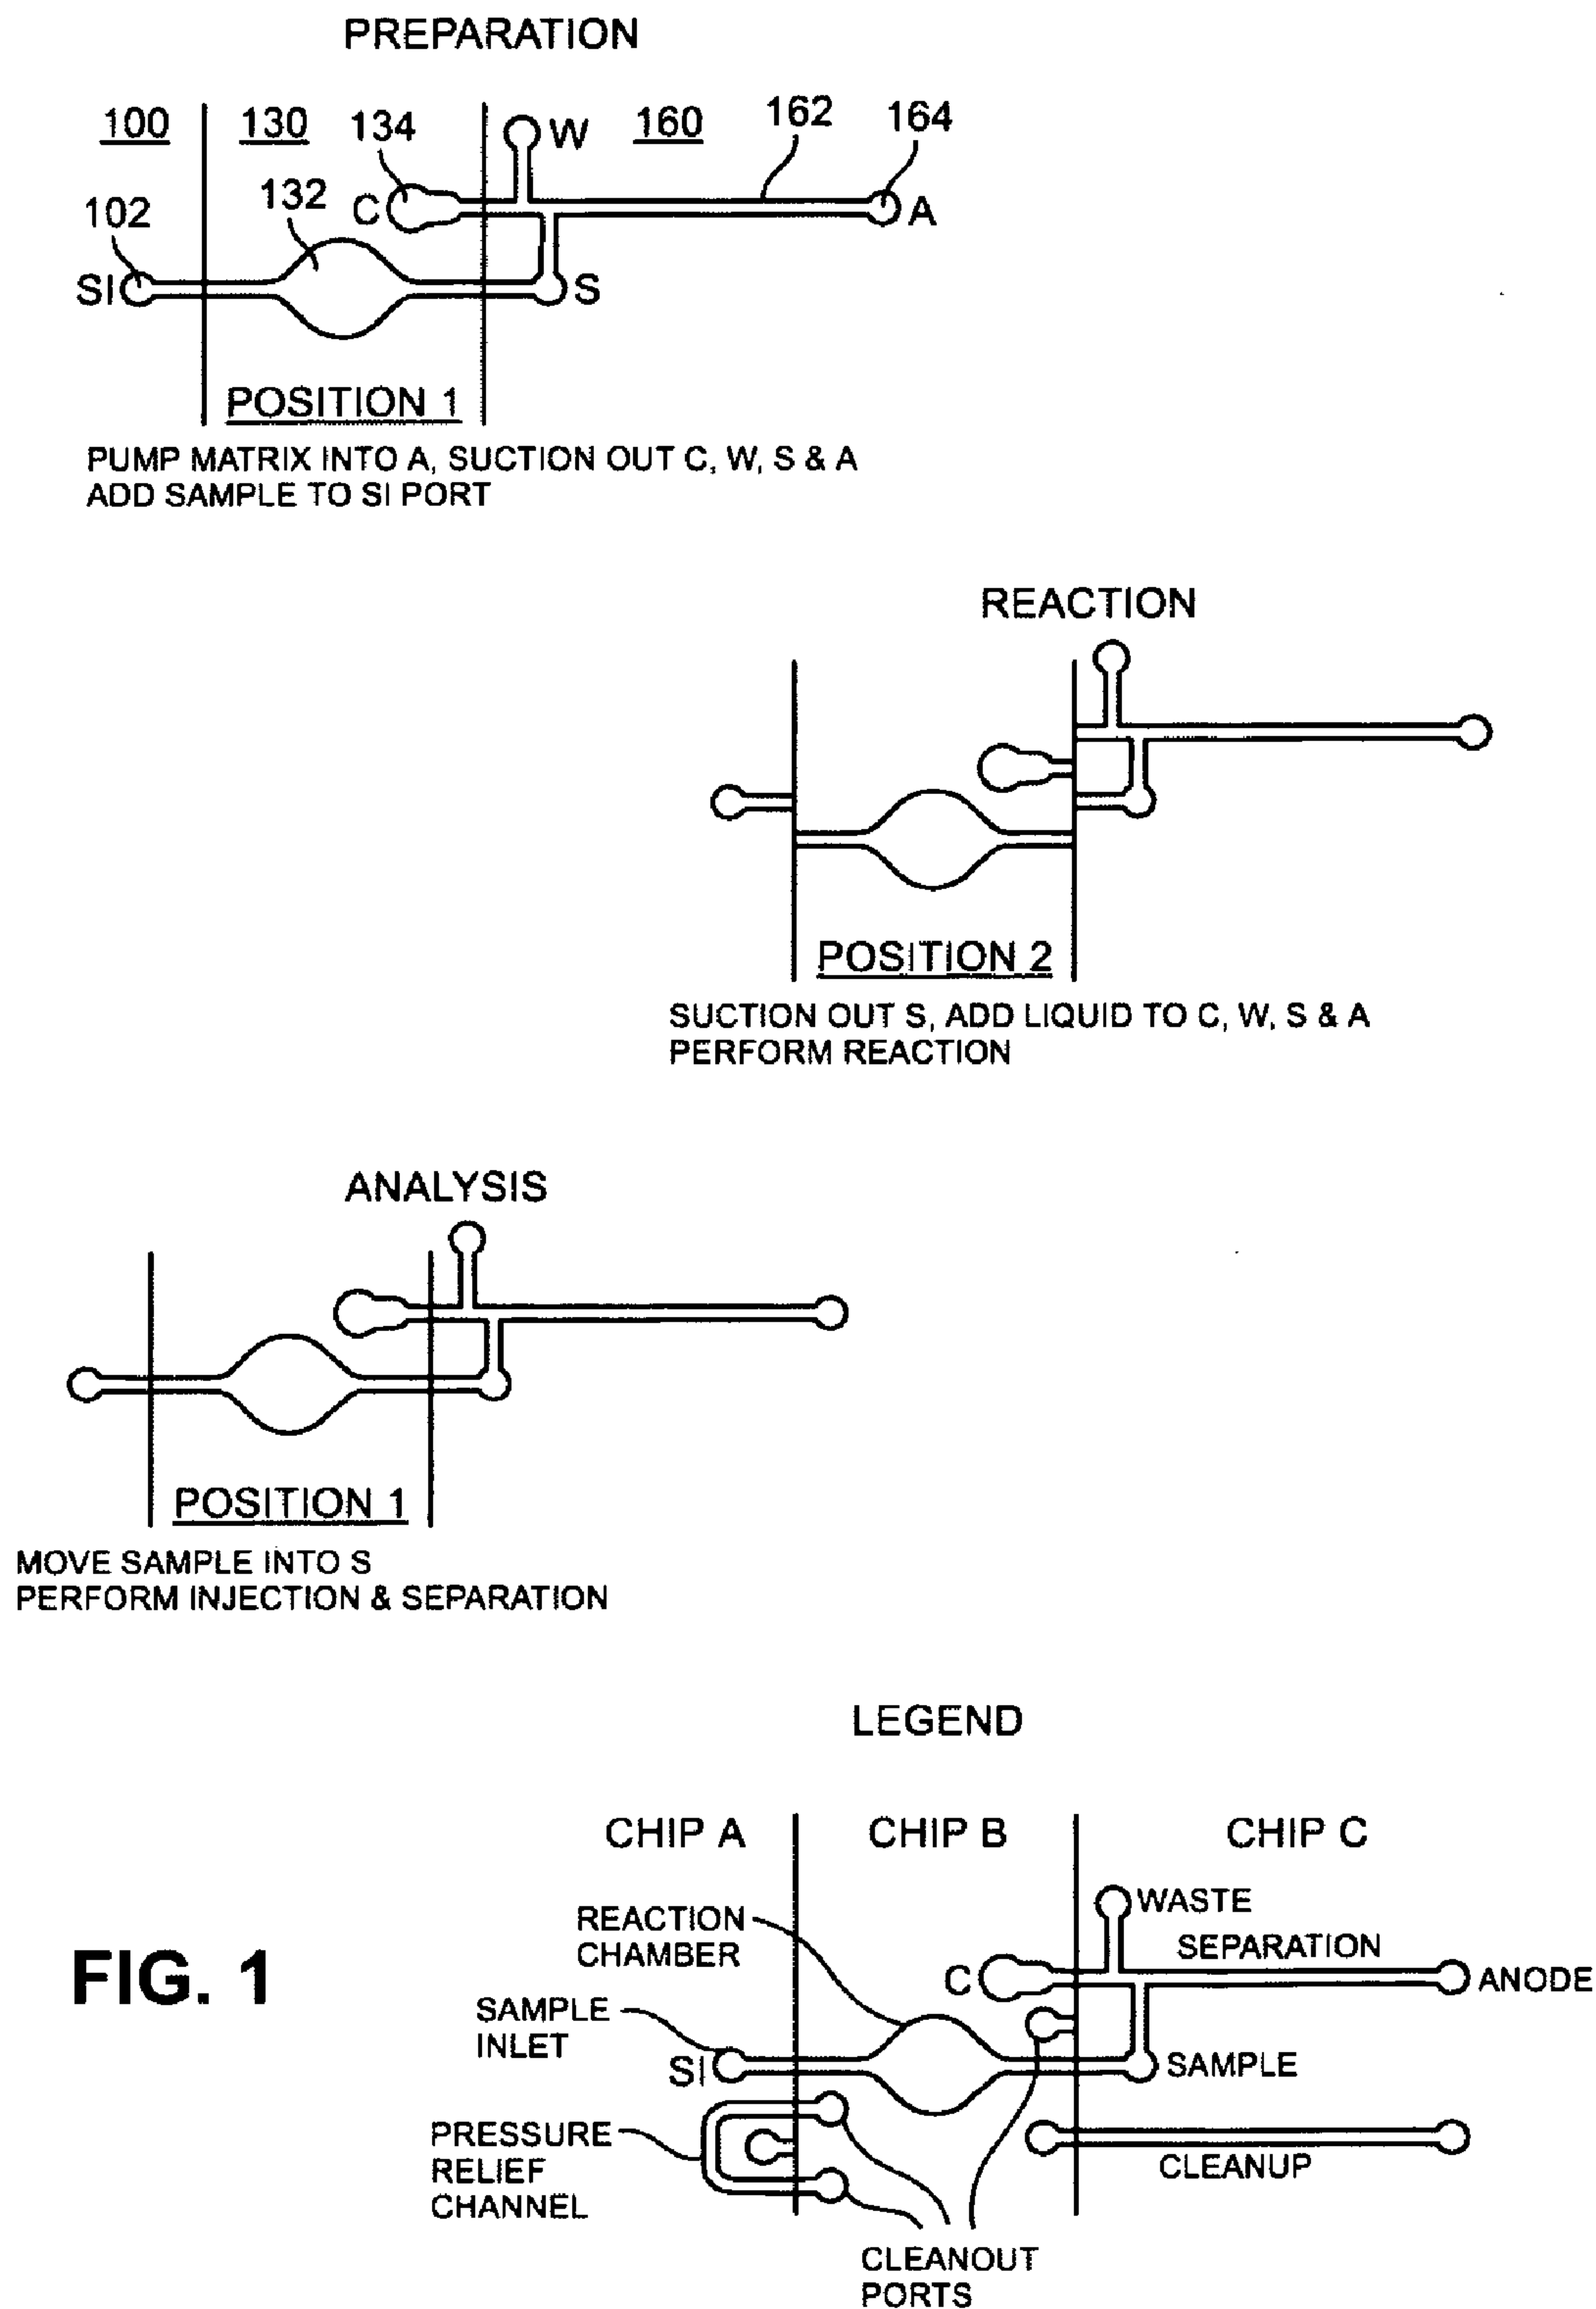 PREPARATION
100 130 134 W 160 162 164
102 132 C A
SI S
POSITION 1
PUMP MATRIX INTO A, SUCTION OUT C, W, S & A
ADD SAMPLE TO SI PORT
REACTION
POSITION 2
SUCTION OUT S, ADD LIQUID TO C, W, S & A
PERFORM REACTION
ANALYSIS
POSITION 1
MOVE SAMPLE INTO S
PERFORM INJECTION & SEPARATION
LEGEND
CHIP A CHIP B CHIP C
REACTION
CHAMBER
WASTE
SEPARATION
C
ANODE
FIG. 1
SAMPLE
INLET
SI
SAMPLE
PRESSURE
RELIEF
CHANNEL
CLEANUP
CLEANOUT
PORTS